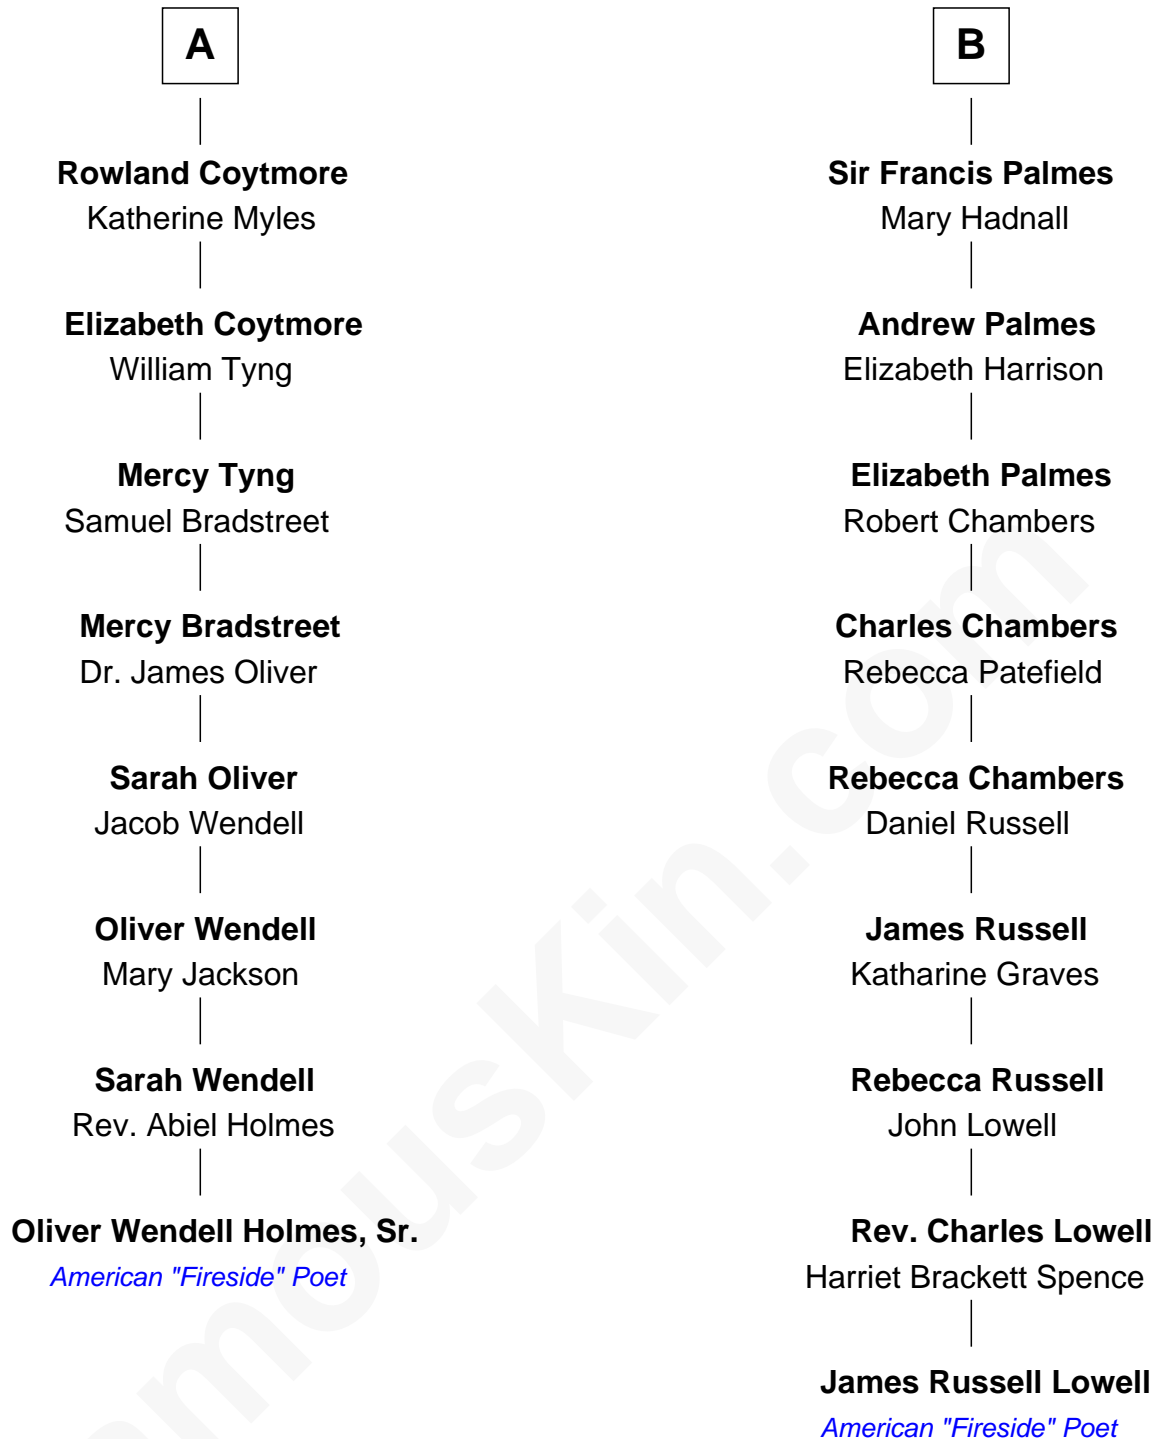 A
Rowland Coytmore
Katherine Myles
Elizabeth Coytmore
William Tyng
Mercy Tyng
Samuel Bradstreet
Mercy Bradstreet
Dr. James Oliver
Sarah Oliver
Jacob Wendell
Oliver Wendell
Mary Jackson
Sarah Wendell
Rev. Abiel Holmes
Oliver Wendell Holmes, Sr.
American "Fireside" Poet
B
Sir Francis Palmes
Mary Hadnall
Andrew Palmes
Elizabeth Harrison
Elizabeth Palmes
Robert Chambers
Charles Chambers
Rebecca Patefield
Rebecca Chambers
Daniel Russell
James Russell
Katharine Graves
Rebecca Russell
John Lowell
Rev. Charles Lowell
Harriet Brackett Spence
James Russell Lowell
American "Fireside" Poet
amouskin.com